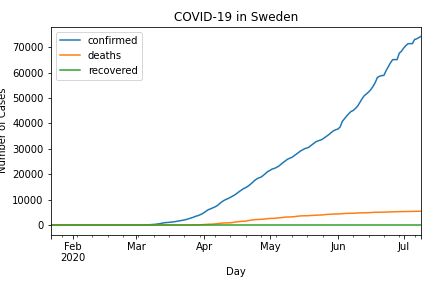 COVID-19 in Sweden
confirmed
deaths
recovered
70000
60000
50000
40000
30000
20000
10000
0
Number of Cases
Feb
2020
Mar
Apr
May
Jun
Jul
Day